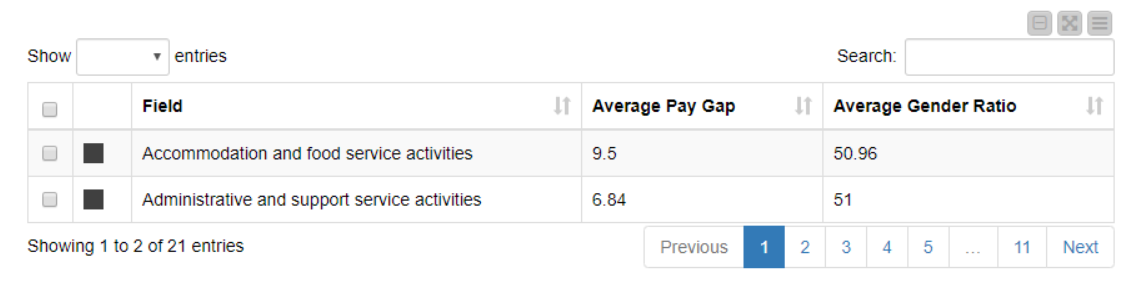 Show entries Search:
Field Average Pay Gap Average Gender Ratio
Accommodation and food service activities 9.5 50.96
Administrative and support service activities 6.84 51
Showing 1 to 2 of 21 entries Previous 1 2 3 4 5 ... 11 Next